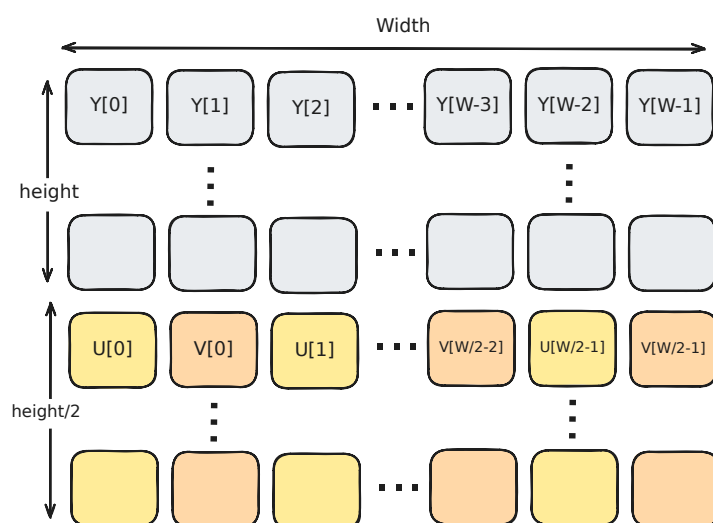 Width
Y[0] Y[1] Y[2] Y[W-3] Y[W-2] Y[W-1]
height
U[0] V[0] U[1] V[W/2-2] U[W/2-1] V[W/2-1]
height/2